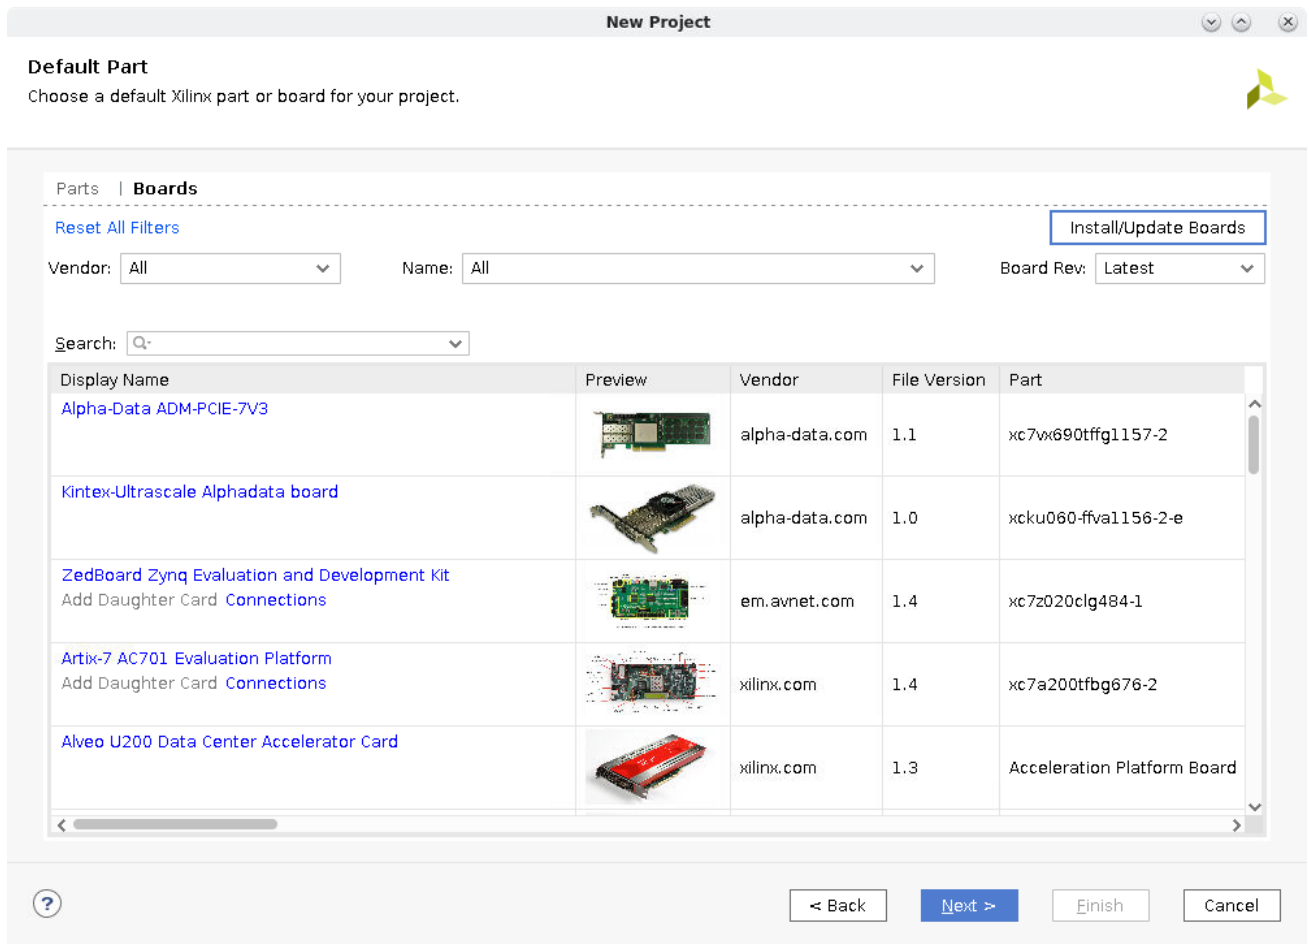 New Project
Default Part
Choose a default Xilinx part or board for your project.
Parts | Boards
Reset All Filters
Install/Update Boards
Vendor: All
Name: All
Board Rev: Latest
Search:
Display Name Preview Vendor File Version Part
Alpha-Data ADM-PCIE-7V3
alpha-data.com 1.1 xc7vx690tffg1157-2
Kintex-Ultrascale Alphadata board
alpha-data.com 1.0 xcku060-ffva1156-2-e
ZedBoard Zynq Evaluation and Development Kit
Add Daughter Card Connections
em.avnet.com 1.4 xc7z020clg484-1
Artix-7 AC701 Evaluation Platform
Add Daughter Card Connections
xilinx.com 1.4 xc7a200tfbg676-2
Alveo U200 Data Center Accelerator Card
xilinx.com 1.3 Acceleration Platform Board
?
< Back
Next >
Finish
Cancel